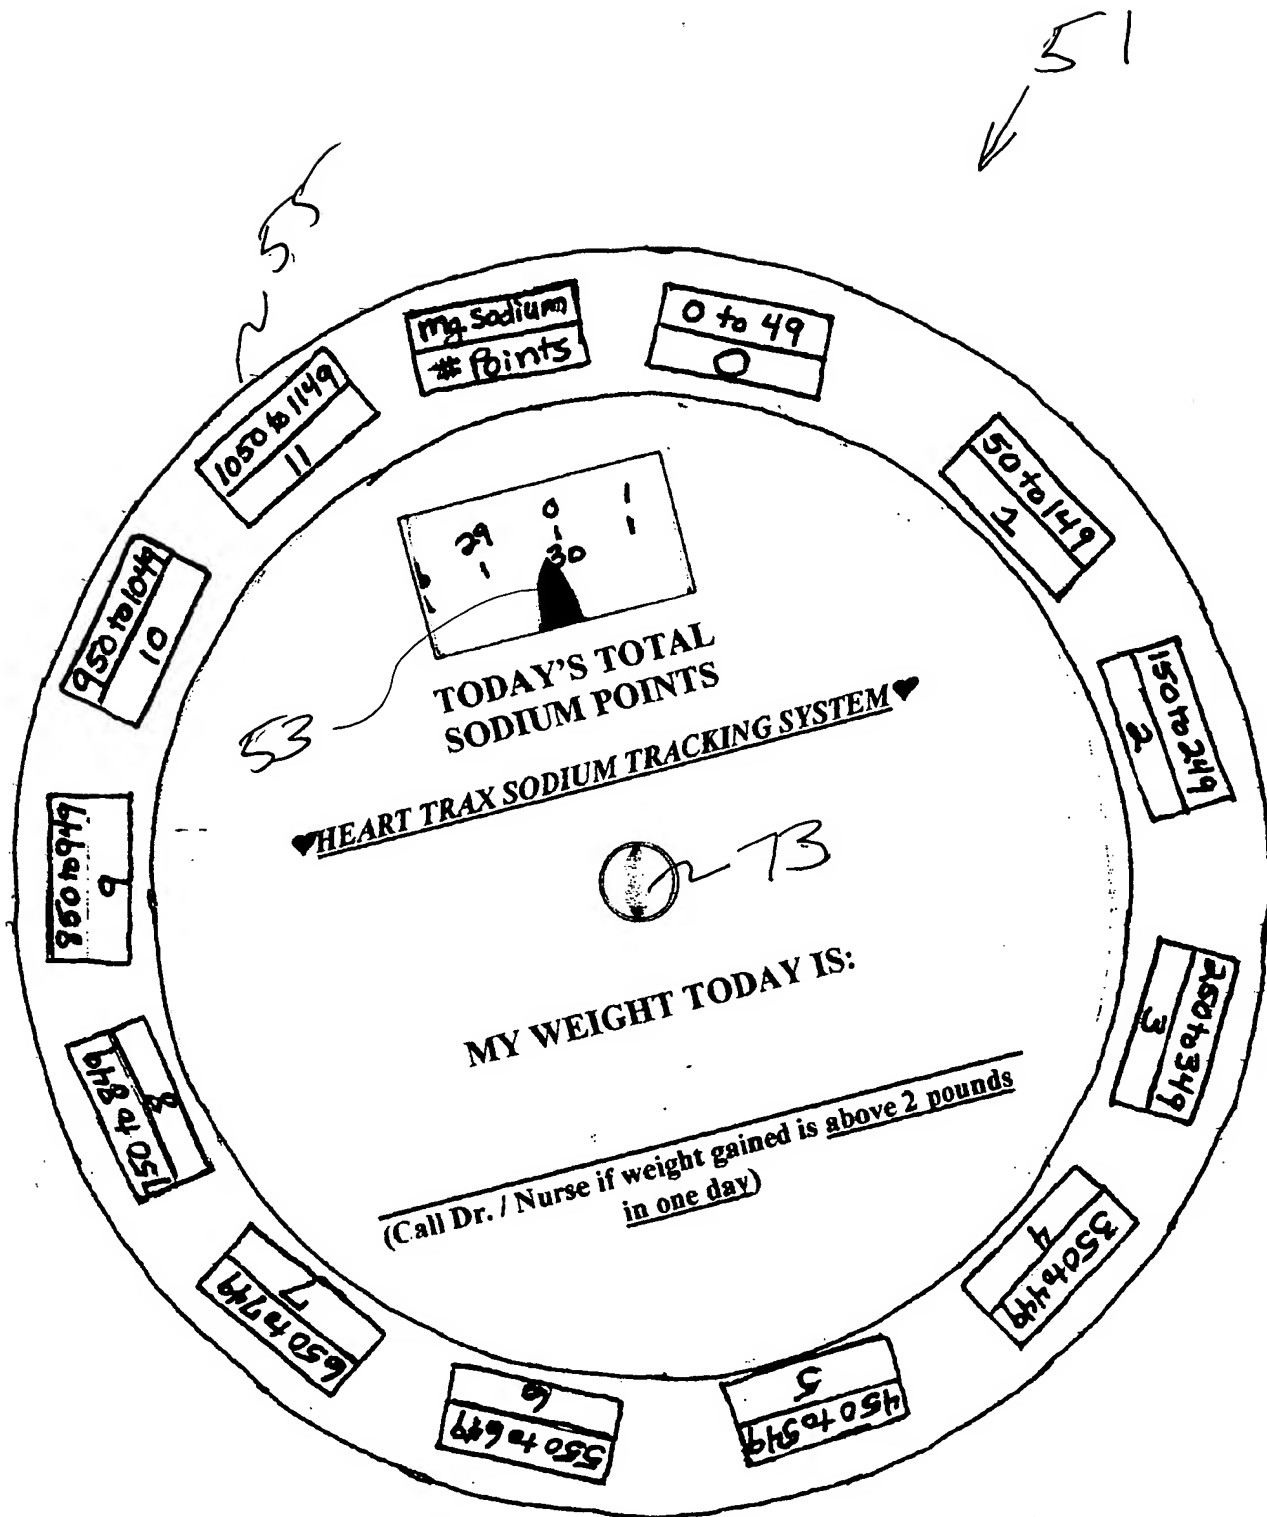 51
55
mg. Sodium
# Points
0 to 49
0
50 to 149
1
150 to 249
2
250 to 349
3
350 to 449
4
450 to 549
5
550 to 649
6
650 to 749
7
750 to 849
8
850 to 949
9
950 to 1049
10
1050 to 1149
11
29 0 1
1 30 1
53
TODAY'S TOTAL
SODIUM POINTS
♥HEART TRAX SODIUM TRACKING SYSTEM♥
73
MY WEIGHT TODAY IS:
(Call Dr. / Nurse if weight gained is above 2 pounds
in one day)